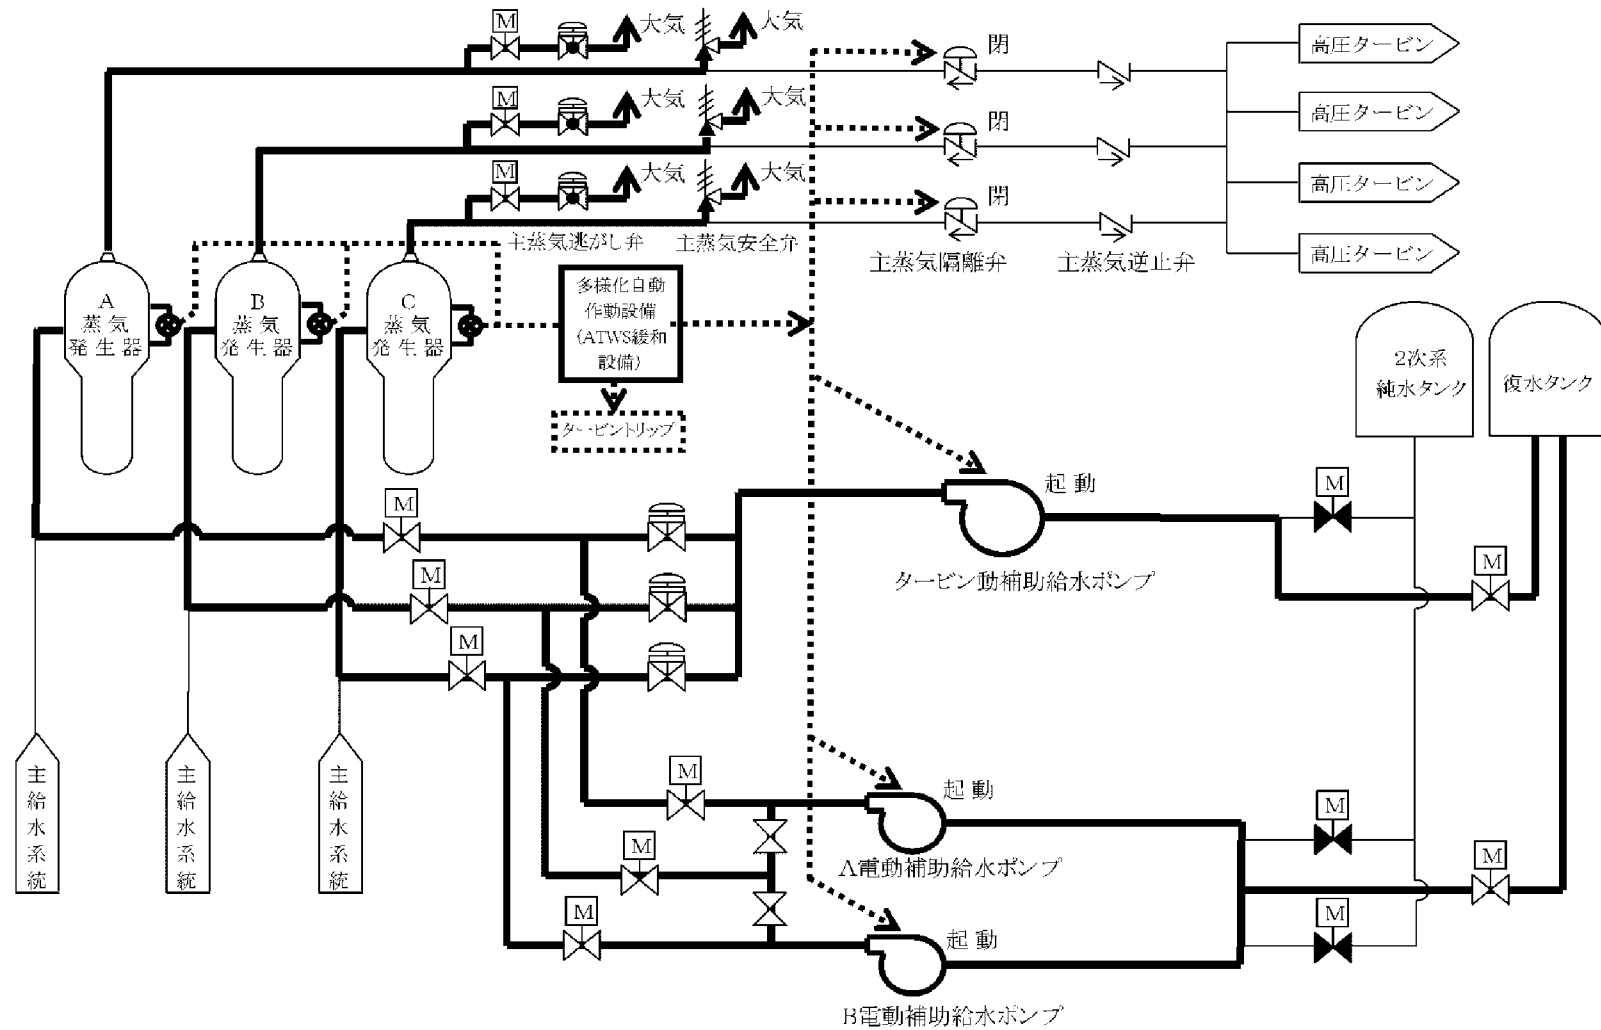 M
大気
大気
閉
高圧タービン
M
大気
大気
閉
高圧タービン
M
大気
大気
閉
高圧タービン
主蒸気逃がし弁
主蒸気安全弁
主蒸気隔離弁
主蒸気逆止弁
高圧タービン
A
蒸気
発生器
B
蒸気
発生器
C
蒸気
発生器
多様化自動
作動設備
(ATWS緩和
設備)
タービントリップ
2次系
純水タンク
復水タンク
M
起動
M
タービン動補助給水ポンプ
M
M
M
主給水系統
主給水系統
主給水系統
M
起動
A電動補助給水ポンプ
M
M
M
M
起動
B電動補助給水ポンプ
M